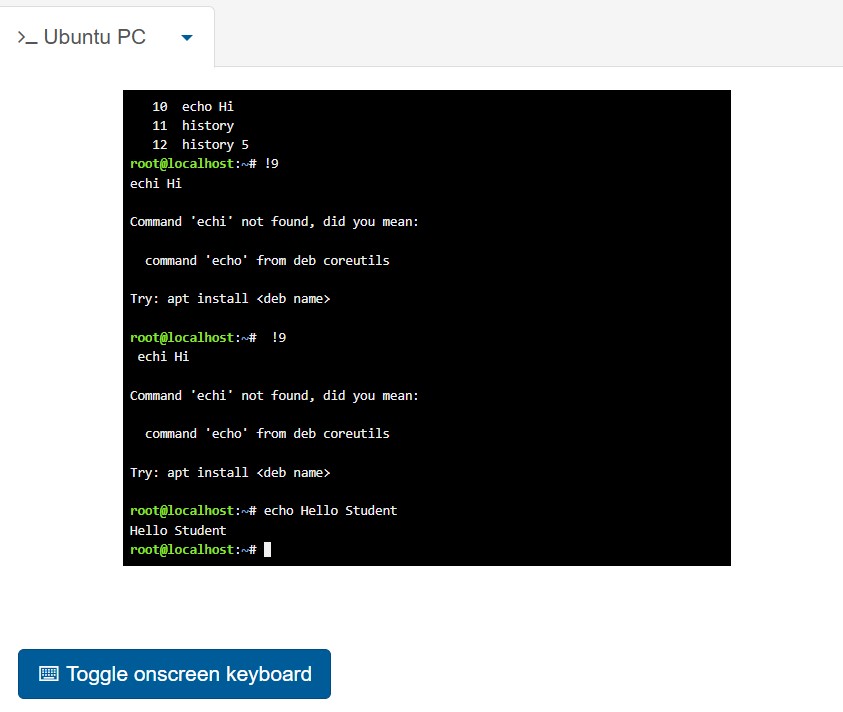 >_ Ubuntu PC
10 echo Hi
11 history
12 history 5
root@localhost:~# !9
echi Hi
Command 'echi' not found, did you mean:
command 'echo' from deb coreutils
Try: apt install <deb name>
root@localhost:~#  !9
echi Hi
Command 'echi' not found, did you mean:
command 'echo' from deb coreutils
Try: apt install <deb name>
root@localhost:~# echo Hello Student
Hello Student
root@localhost:~#
Toggle onscreen keyboard